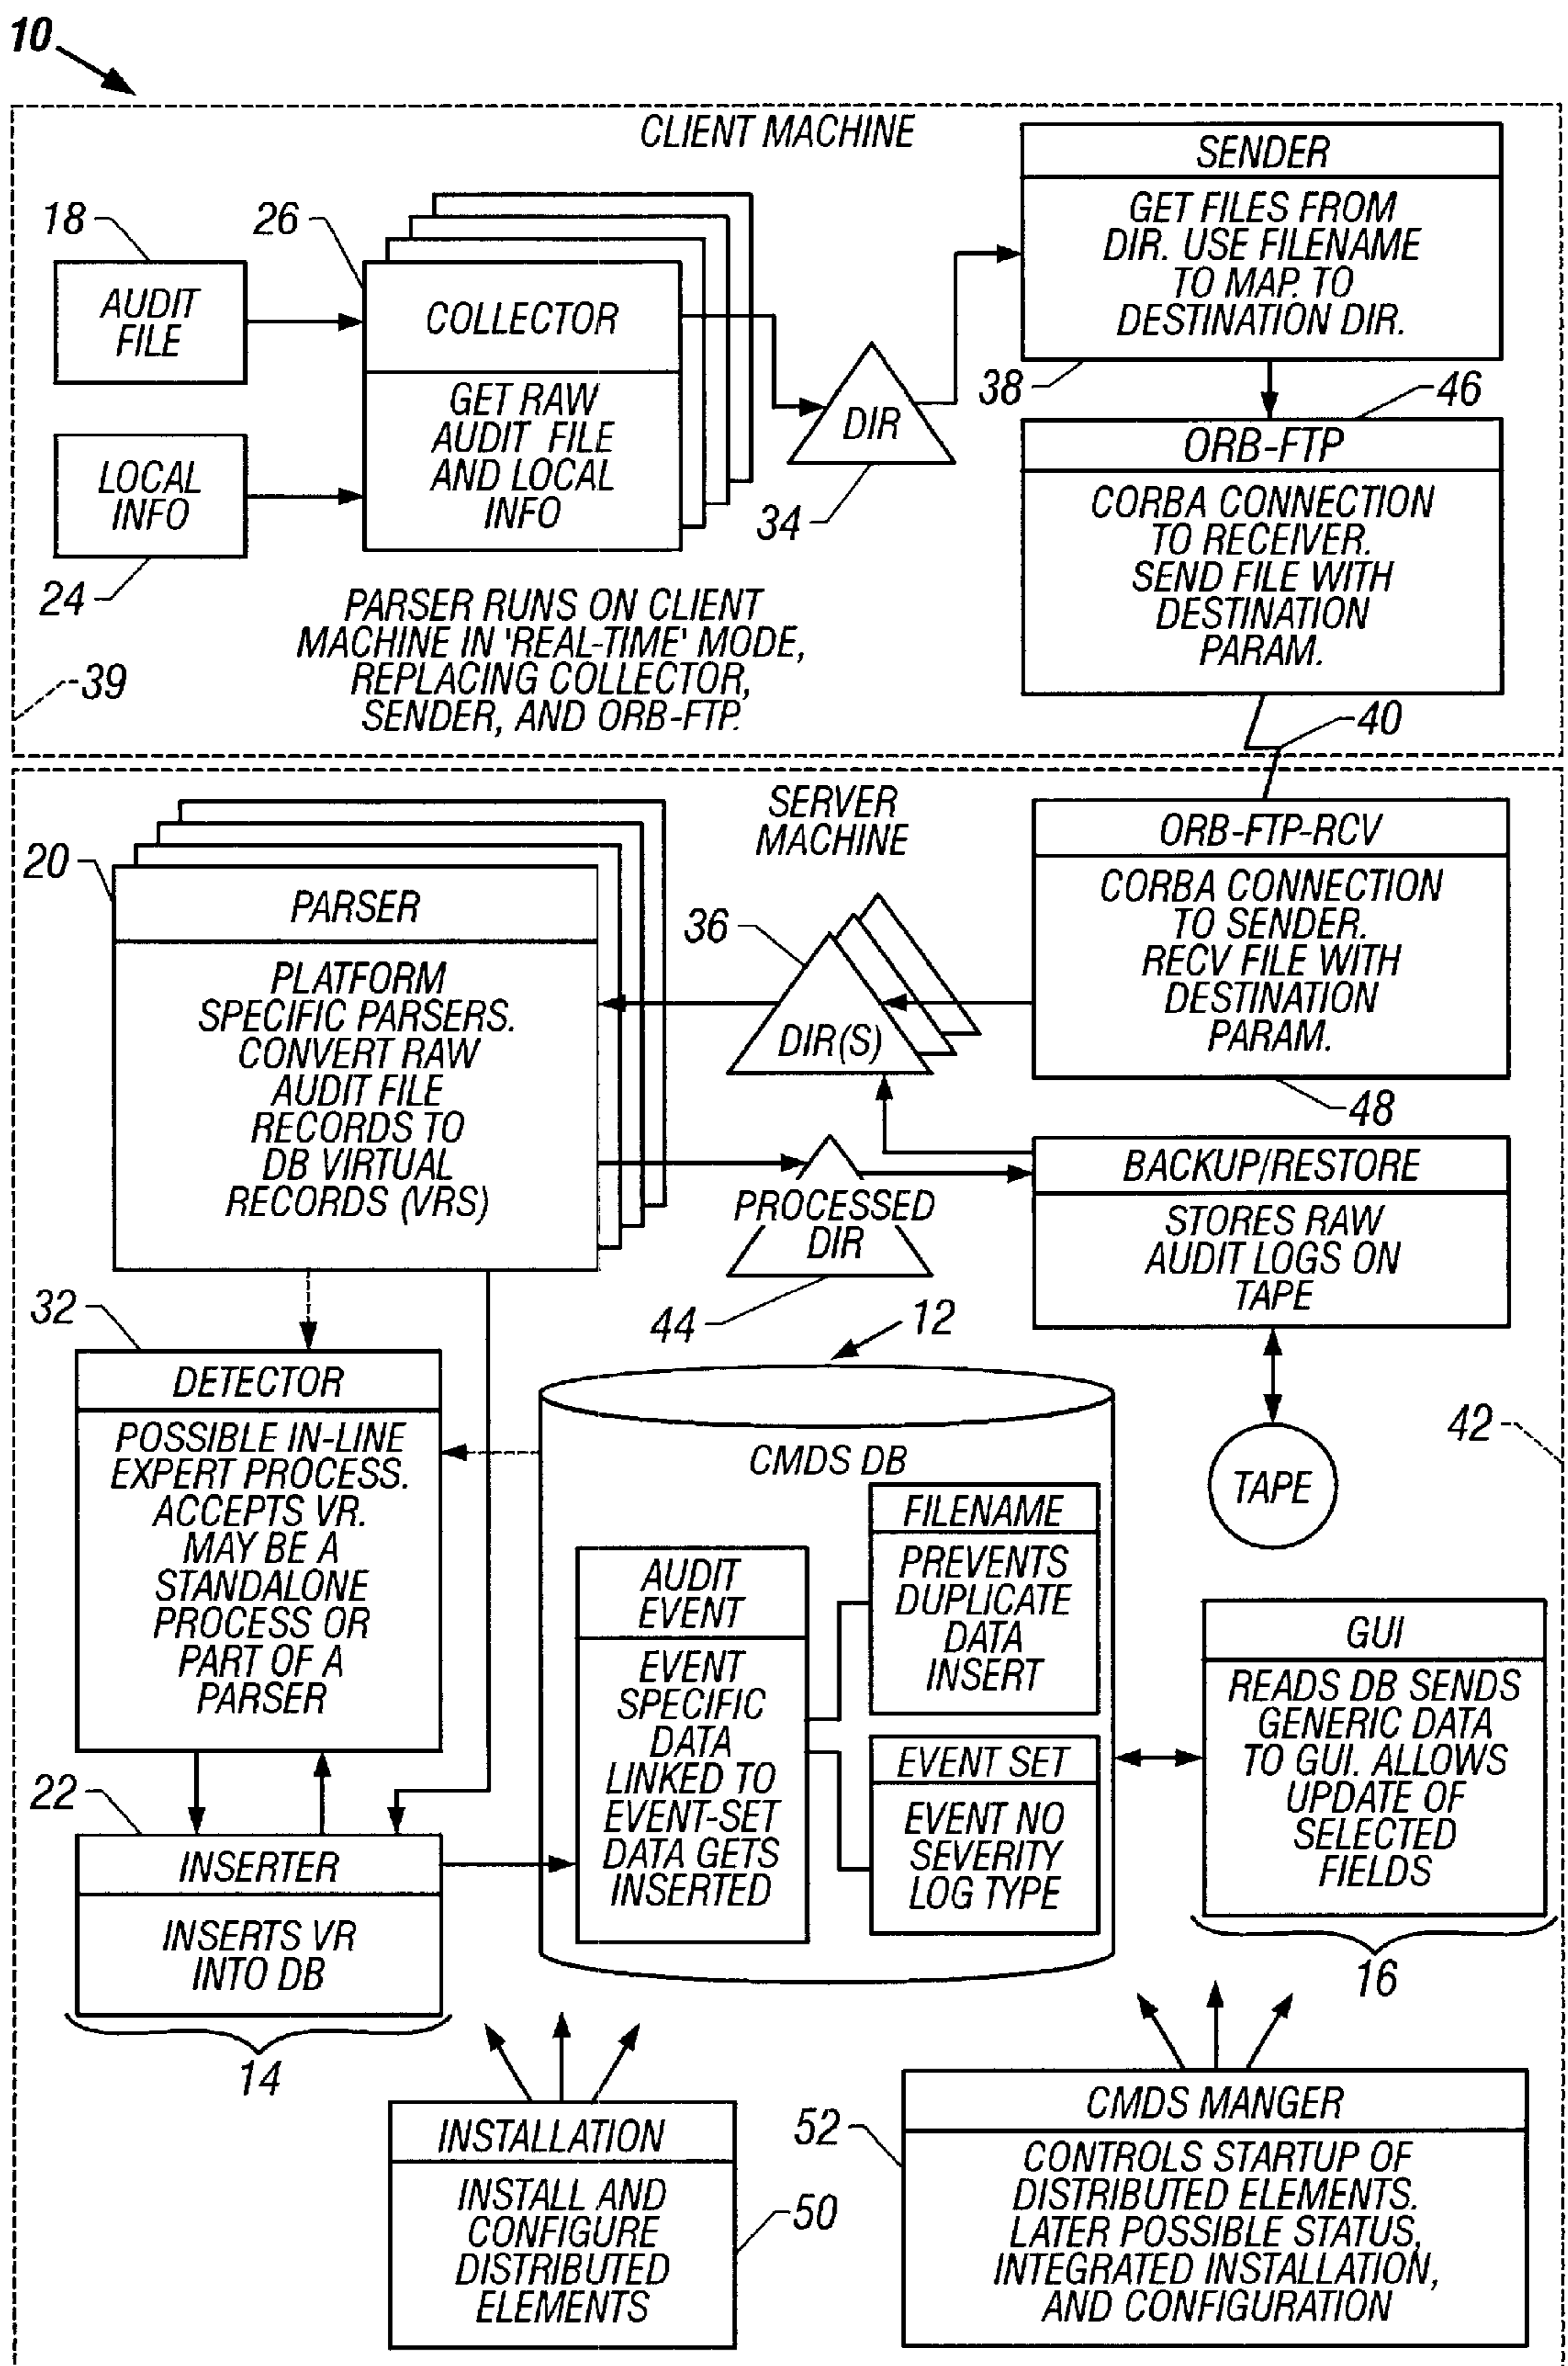 10
CLIENT MACHINE
18
AUDIT
FILE
LOCAL
INFO
24
26
COLLECTOR
GET RAW
AUDIT FILE
AND LOCAL
INFO
DIR
34
SENDER
GET FILES FROM
DIR. USE FILENAME
TO MAP. TO
DESTINATION DIR.
38
46
ORB-FTP
CORBA CONNECTION
TO RECEIVER.
SEND FILE WITH
DESTINATION
PARAM.
PARSER RUNS ON CLIENT
MACHINE IN 'REAL-TIME' MODE,
REPLACING COLLECTOR,
SENDER, AND ORB-FTP.
39
40
SERVER
MACHINE
20
PARSER
PLATFORM
SPECIFIC PARSERS.
CONVERT RAW
AUDIT FILE
RECORDS TO
DB VIRTUAL
RECORDS (VRS)
36
DIR(S)
ORB-FTP-RCV
CORBA CONNECTION
TO SENDER.
RECV FILE WITH
DESTINATION
PARAM.
48
PROCESSED
DIR
44
BACKUP/RESTORE
STORES RAW
AUDIT LOGS ON
TAPE
TAPE
42
32
DETECTOR
POSSIBLE IN-LINE
EXPERT PROCESS.
ACCEPTS VR.
MAY BE A
STANDALONE
PROCESS OR
PART OF A
PARSER
12
CMDS DB
AUDIT
EVENT
EVENT
SPECIFIC
DATA
LINKED TO
EVENT-SET
DATA GETS
INSERTED
FILENAME
PREVENTS
DUPLICATE
DATA
INSERT
EVENT SET
EVENT NO
SEVERITY
LOG TYPE
GUI
READS DB SENDS
GENERIC DATA
TO GUI. ALLOWS
UPDATE OF
SELECTED
FIELDS
16
22
INSERTER
INSERTS VR
INTO DB
14
INSTALLATION
INSTALL AND
CONFIGURE
DISTRIBUTED
ELEMENTS
50
52
CMDS MANGER
CONTROLS STARTUP OF
DISTRIBUTED ELEMENTS.
LATER POSSIBLE STATUS,
INTEGRATED INSTALLATION,
AND CONFIGURATION